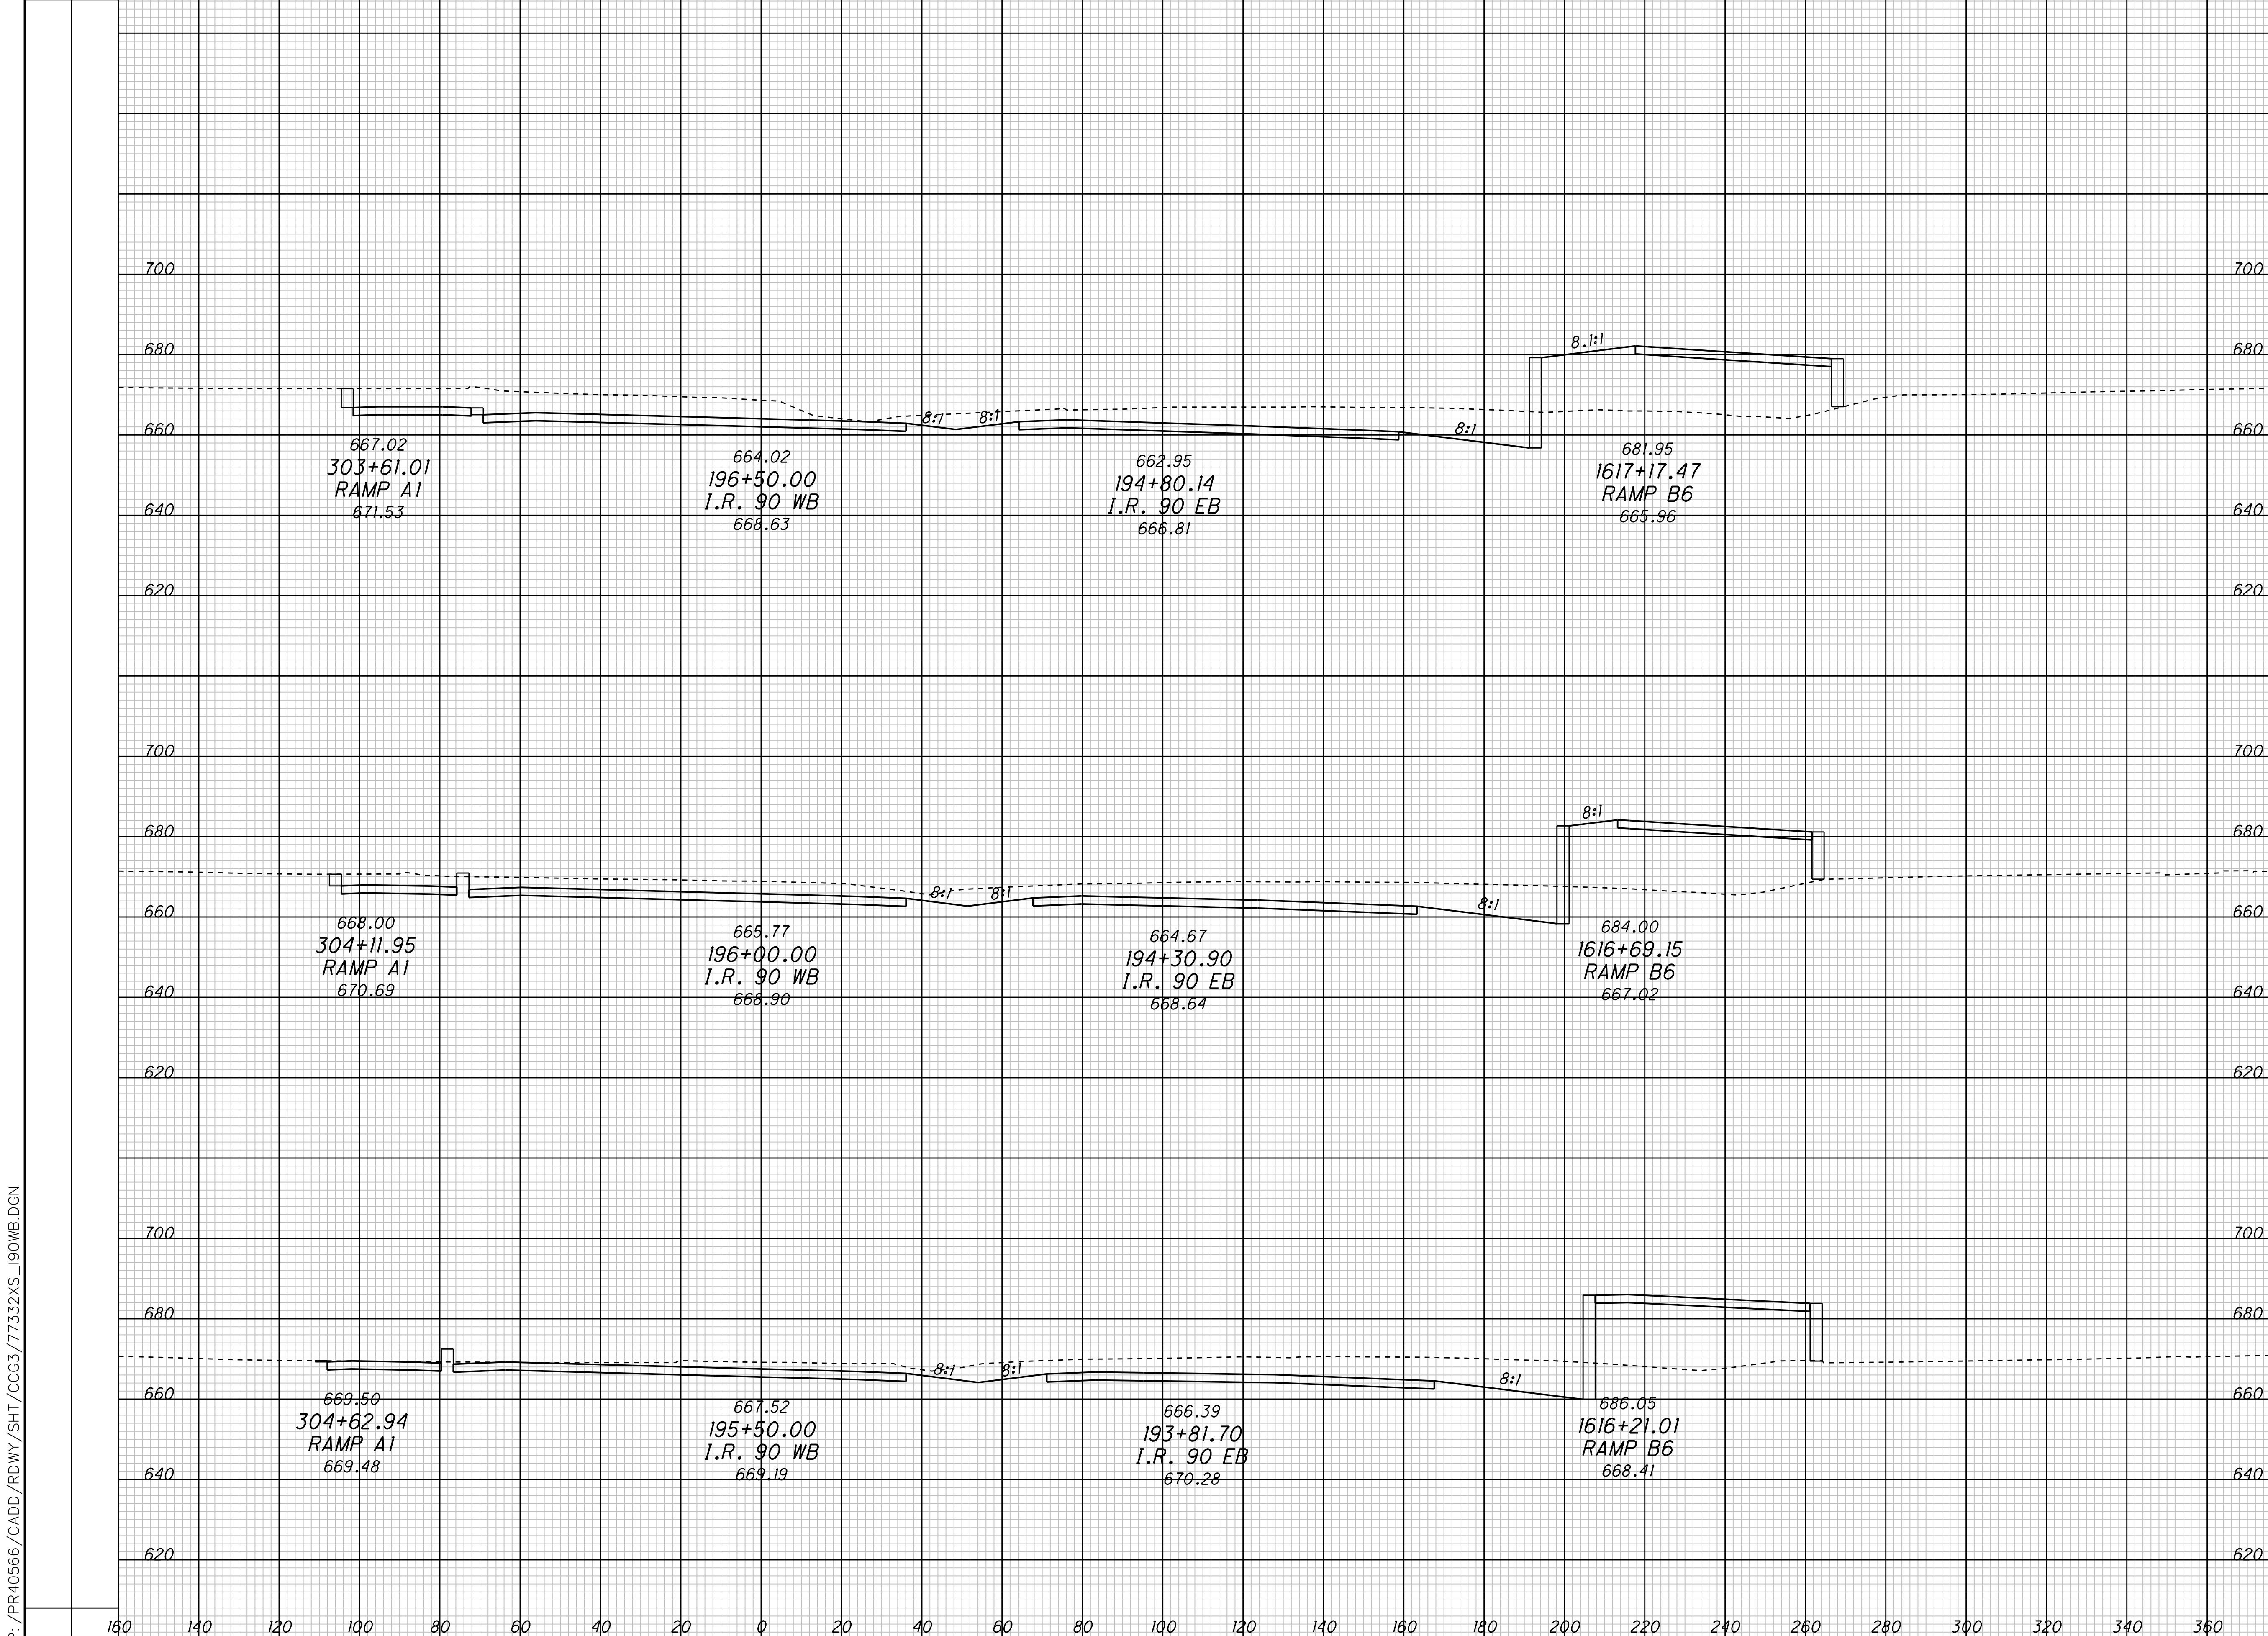 700 700
680 8.1:1 680
660 8:1 8:1 8:1 660
667.02 664.02 662.95 681.95
303+61.01 196+50.00 194+80.14 1617+17.47
RAMP A1 I.R. 90 WB I.R. 90 EB RAMP B6
671.53 668.63 666.81 665.96
640 640
620 620
700 700
680 8:1 680
660 8:1 8:1 8:1 660
668.00 665.77 664.67 684.00
304+11.95 196+00.00 194+30.90 1616+69.15
RAMP A1 I.R. 90 WB I.R. 90 EB RAMP B6
670.69 668.90 668.64 667.02
640 640
620 620
700 700
680 680
660 8:1 8:1 8:1 660
669.50 667.52 666.39 686.05
304+62.94 195+50.00 193+81.70 1616+21.01
RAMP A1 I.R. 90 WB I.R. 90 EB RAMP B6
669.48 669.19 670.28 668.41
640 640
620 620
160 140 120 100 80 60 40 20 0 20 40 60 80 100 120 140 160 180 200 220 240 260 280 300 320 340 360
:/PR40566/CADD/RDWY/SHT/CCG3/77332XS_I90WB.DGN